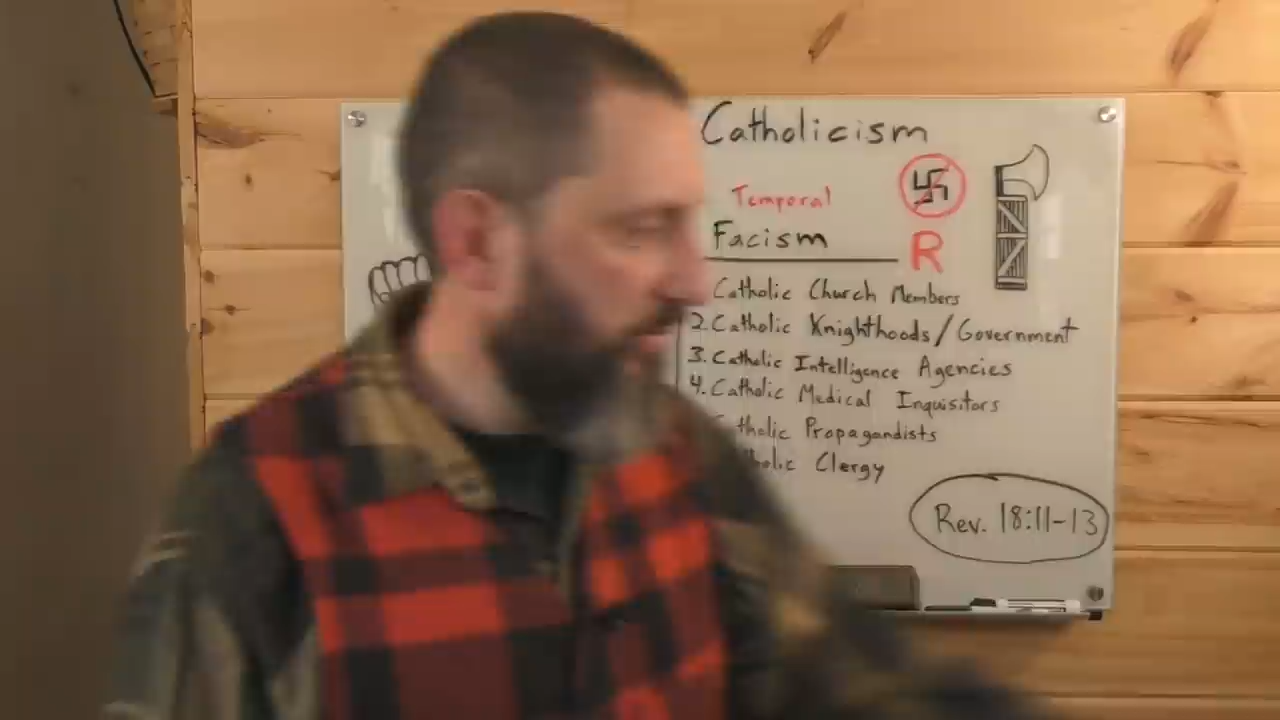 Catholicism
Temporal
Facism
R
Catholic Church Members
2. Catholic Knighthoods/Government
3. Catholic Intelligence Agencies
4. Catholic Medical Inquisitors
Propagandists
Clergy
Rev. 18:11-13